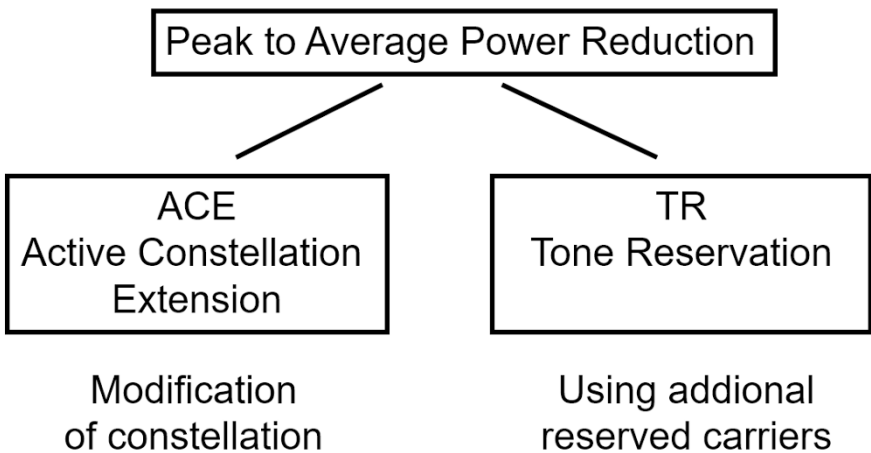 Peak to Average Power Reduction
ACE
Active Constellation
Extension
TR
Tone Reservation
Modification
of constellation
Using addional
reserved carriers